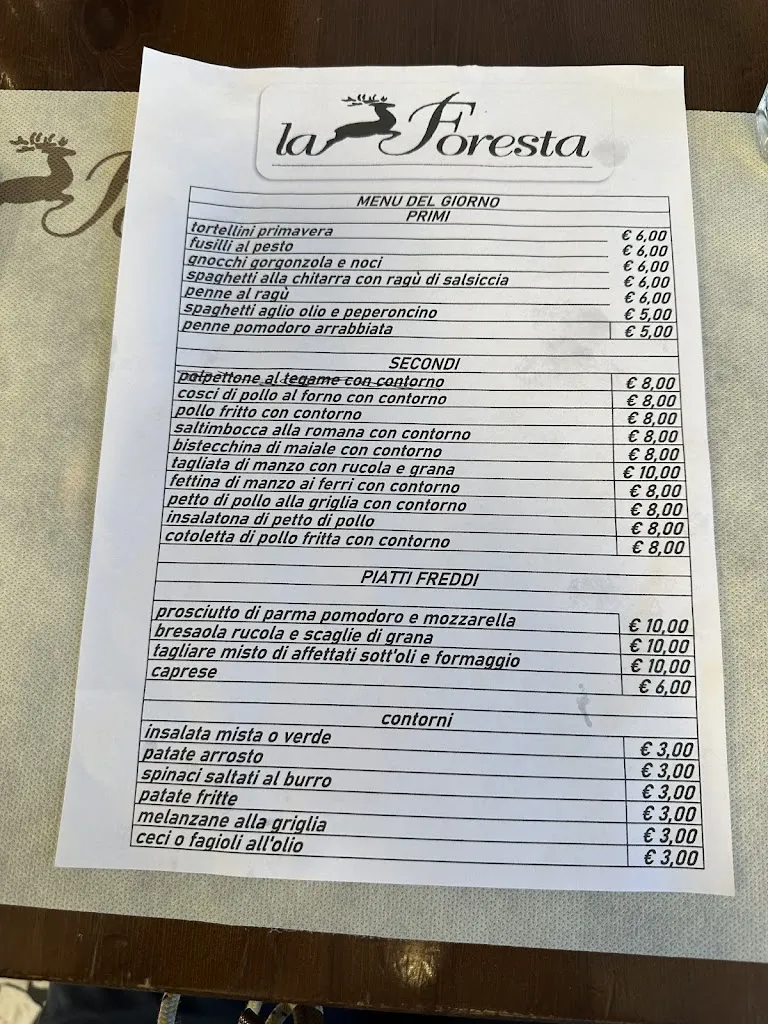 la Foresta
MENU DEL GIORNO
PRIMI
tortellini primavera € 6,00
fusilli al pesto € 6,00
gnocchi gorgonzola e noci € 6,00
spaghetti alla chitarra con ragù di salsiccia € 6,00
penne al ragù € 6,00
spaghetti aglio olio e peperoncino € 5,00
penne pomodoro arrabbiata € 5,00
SECONDI
polpettone al tegame con contorno € 8,00
cosci di pollo al forno con contorno € 8,00
pollo fritto con contorno € 8,00
saltimbocca alla romana con contorno € 8,00
bistecchina di maiale con contorno € 8,00
tagliata di manzo con rucola e grana € 10,00
fettina di manzo ai ferri con contorno € 8,00
petto di pollo alla griglia con contorno € 8,00
insalatona di petto di pollo € 8,00
cotoletta di pollo fritta con contorno € 8,00
PIATTI FREDDI
prosciutto di parma pomodoro e mozzarella € 10,00
bresaola rucola e scaglie di grana € 10,00
tagliare misto di affettati sott'oli e formaggio € 10,00
caprese € 6,00
contorni
insalata mista o verde € 3,00
patate arrosto € 3,00
spinaci saltati al burro € 3,00
patate fritte € 3,00
melanzane alla griglia € 3,00
ceci o fagioli all'olio € 3,00